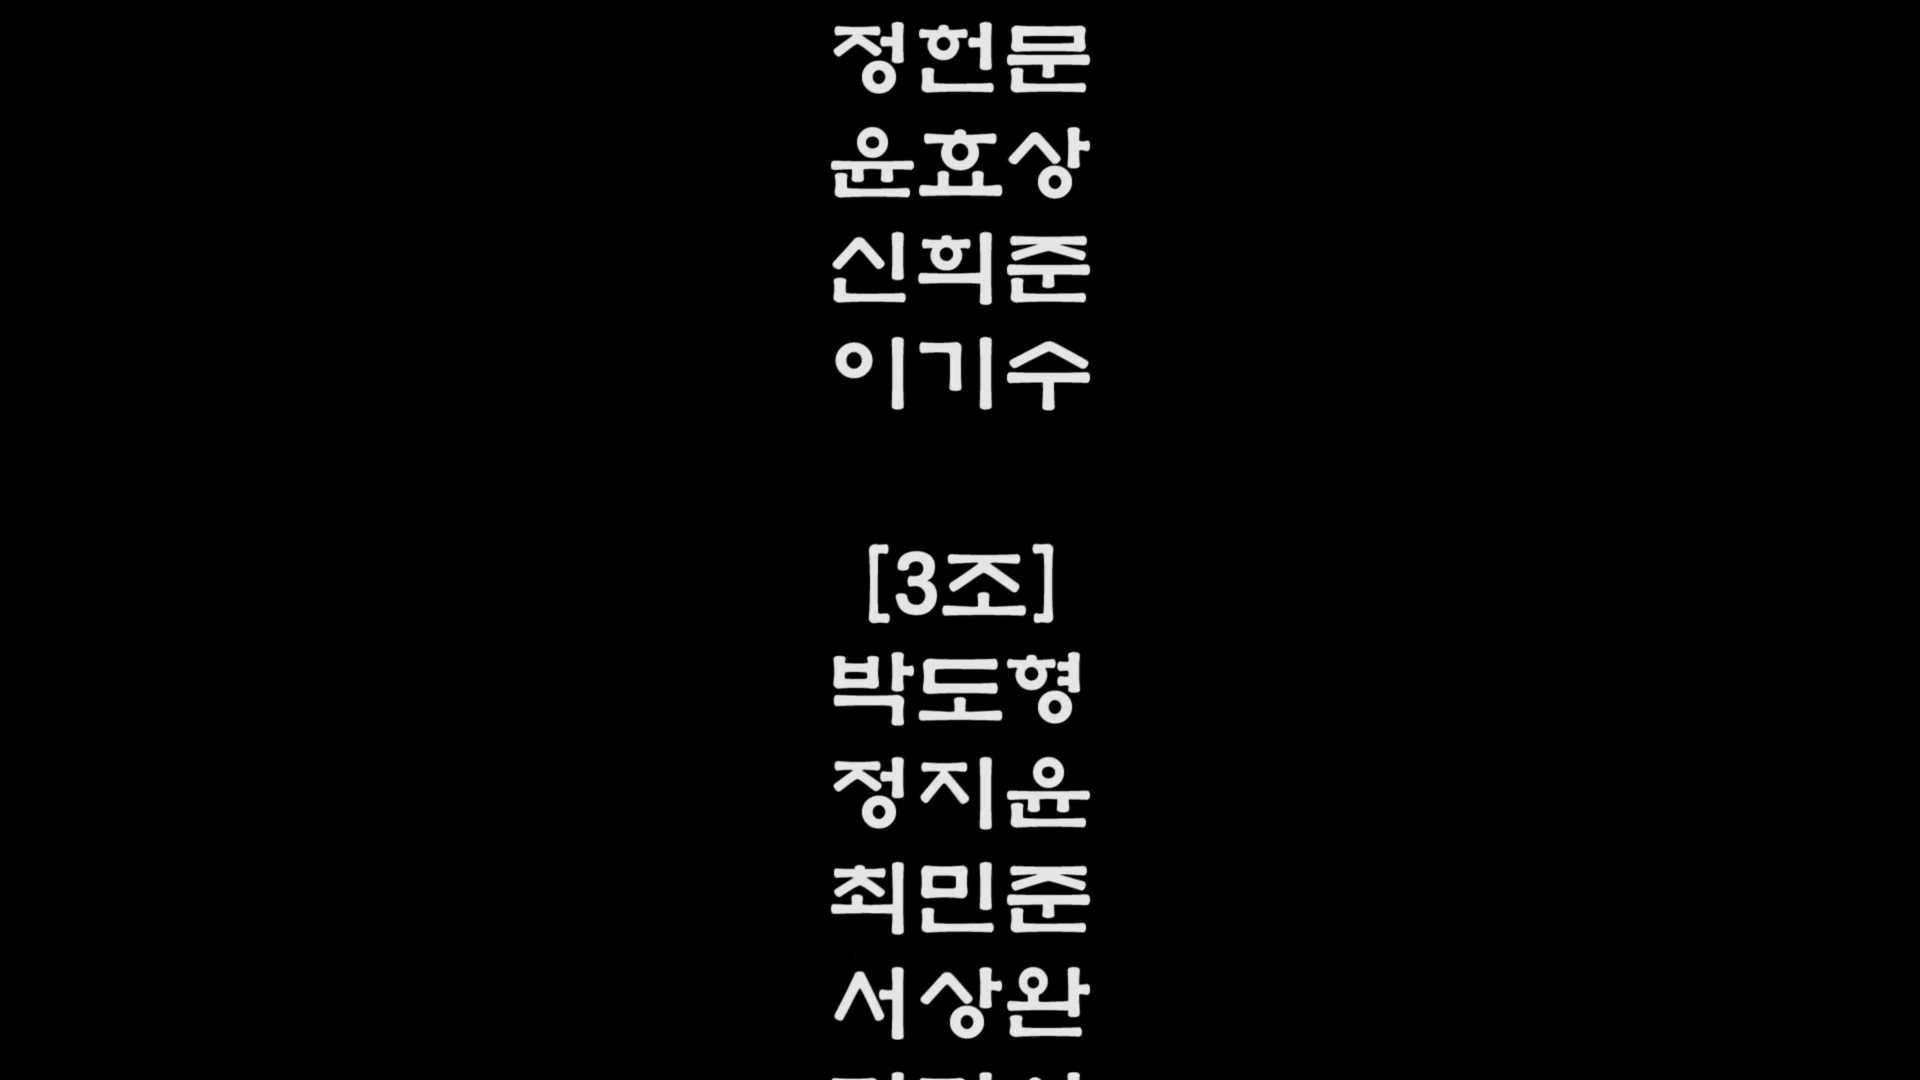 정헌문
윤효상
신희준
이기수
[3조]
박도형
정지윤
최민준
서상완